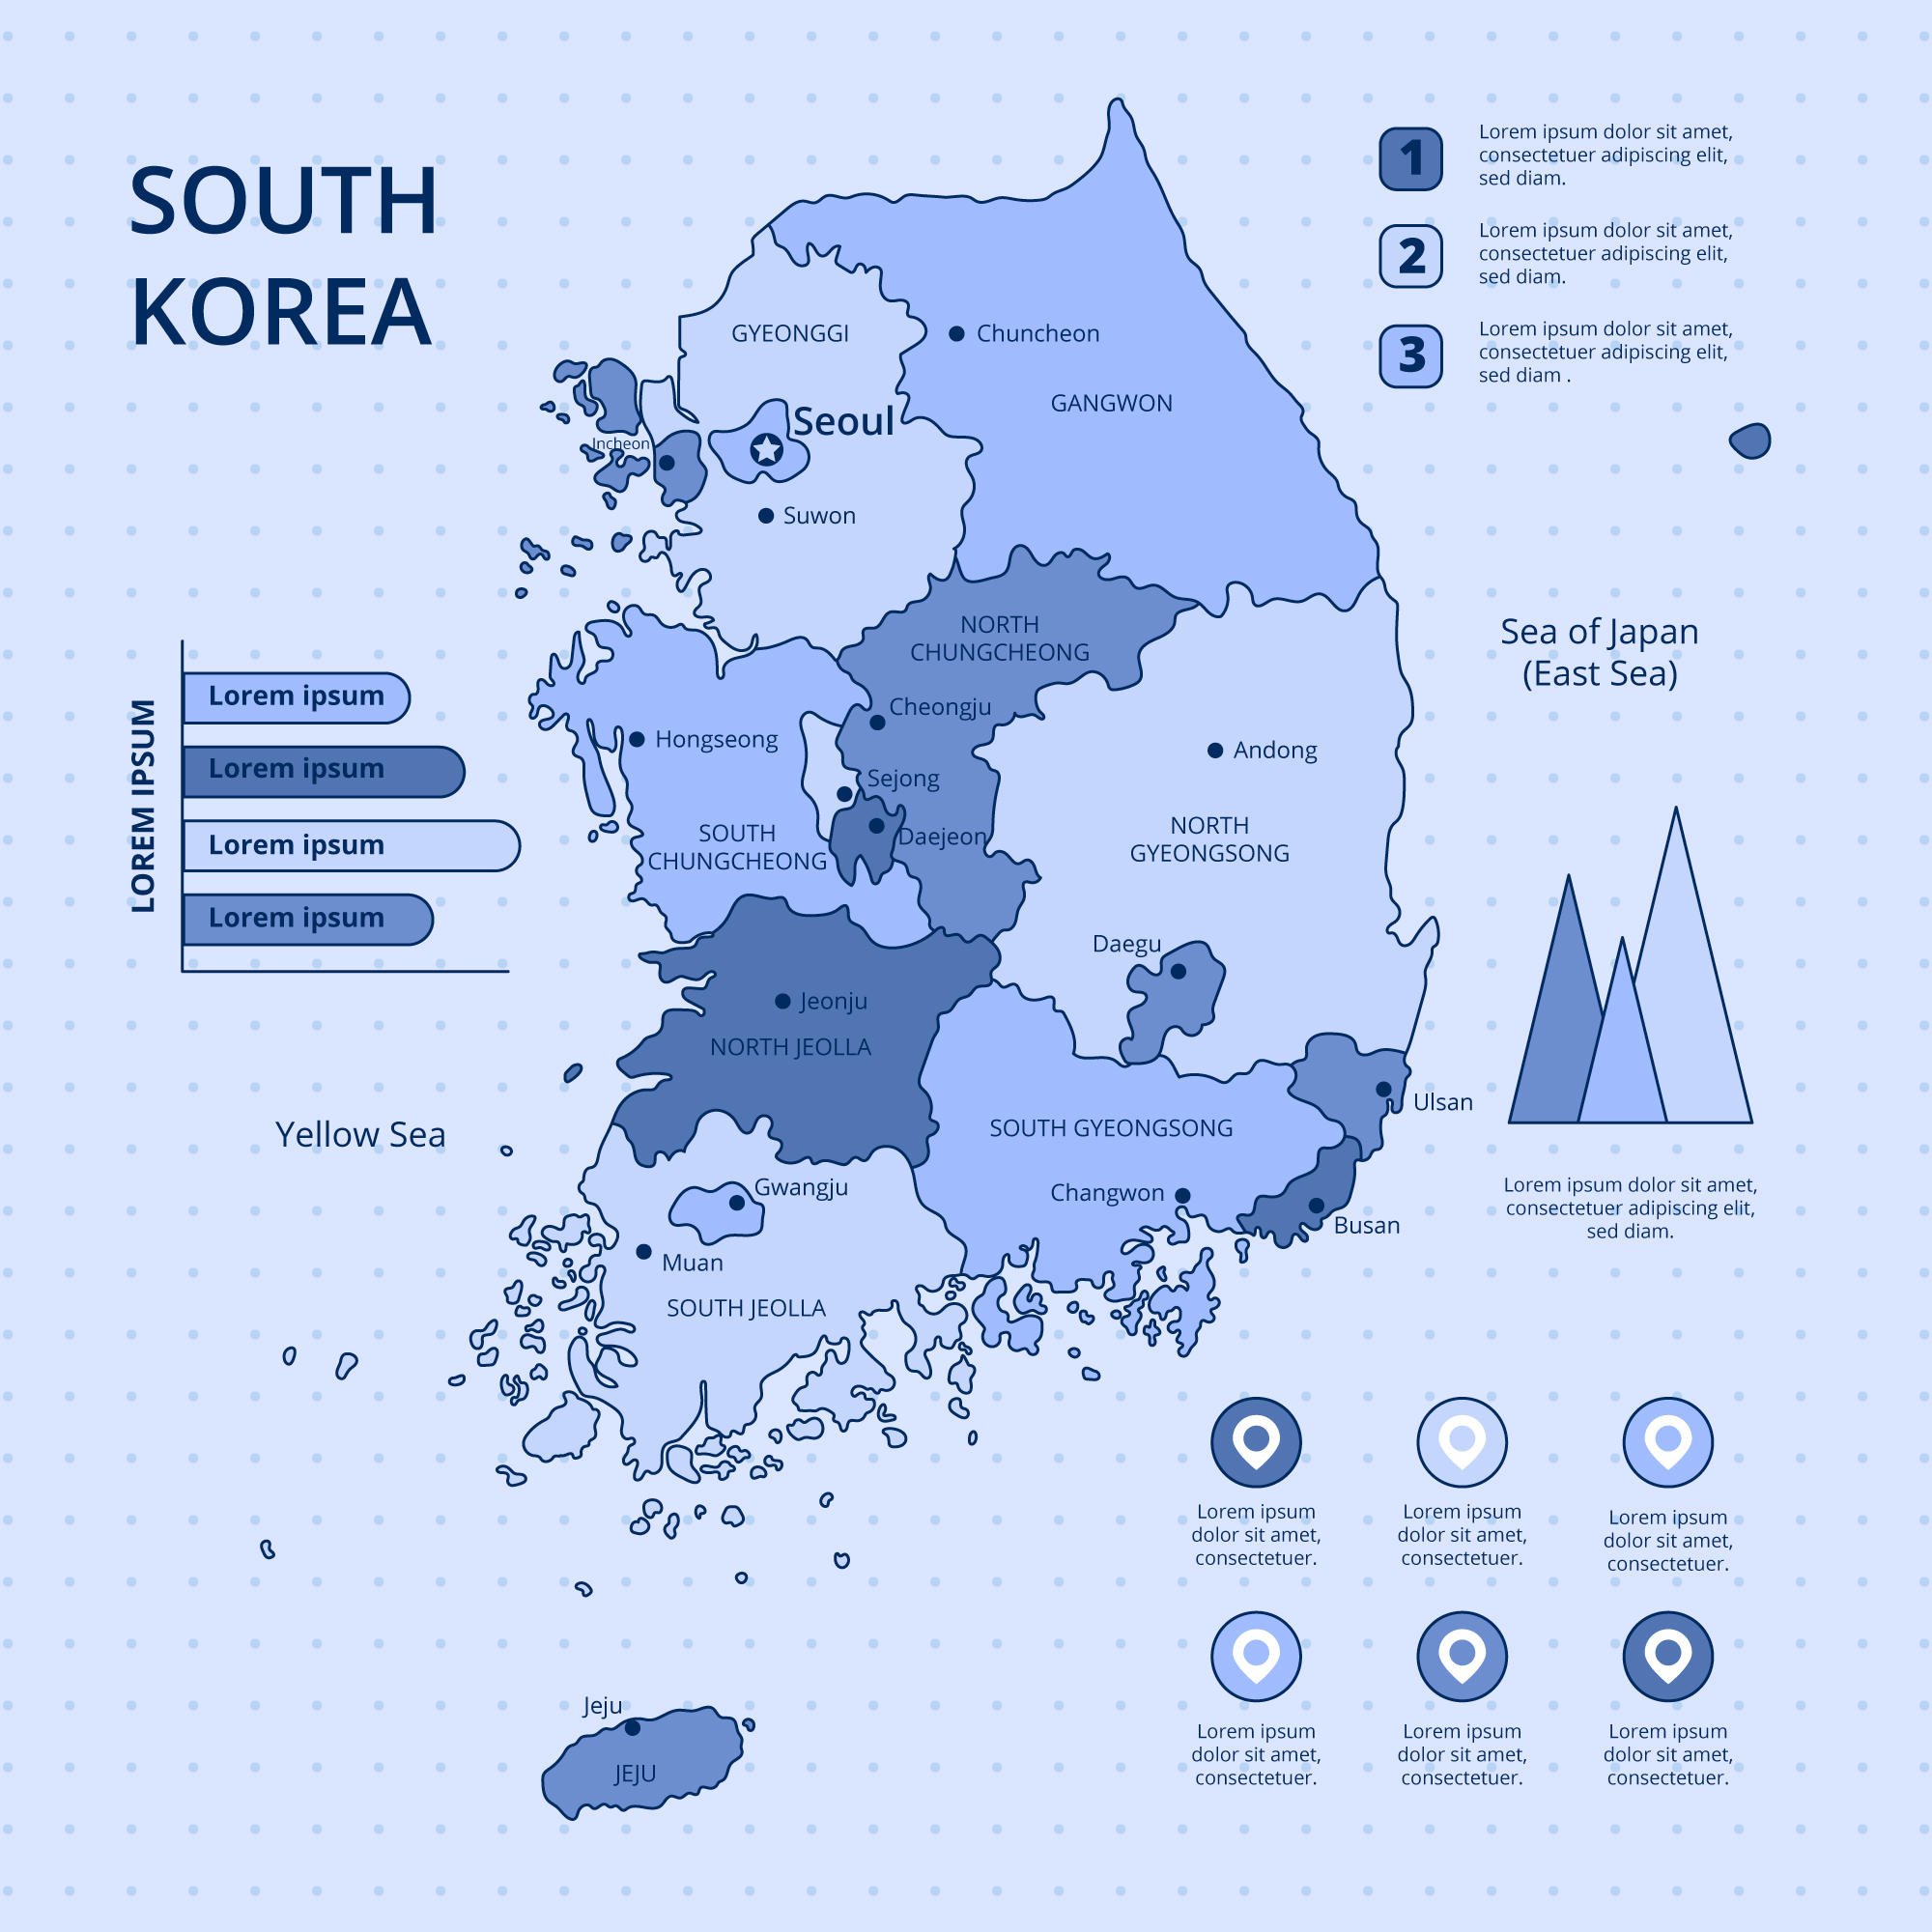 SOUTH
KOREA
1
Lorem ipsum dolor sit amet,
consectetuer adipiscing elit,
sed diam.
2
Lorem ipsum dolor sit amet,
consectetuer adipiscing elit,
sed diam.
3
Lorem ipsum dolor sit amet,
consectetuer adipiscing elit,
sed diam .
GYEONGGI
Chuncheon
GANGWON
Seoul
Incheon
Suwon
NORTH
CHUNGCHEONG
Sea of Japan
(East Sea)
LOREM IPSUM
Lorem ipsum
Lorem ipsum
Lorem ipsum
Lorem ipsum
Cheongju
Hongseong
Andong
Sejong
SOUTH
CHUNGCHEONG
Daejeon
NORTH
GYEONGSONG
Daegu
Jeonju
NORTH JEOLLA
Ulsan
Yellow Sea
SOUTH GYEONGSONG
Gwangju
Changwon
Busan
Muan
SOUTH JEOLLA
Lorem ipsum dolor sit amet,
consectetuer adipiscing elit,
sed diam.
Lorem ipsum
dolor sit amet,
consectetuer.
Lorem ipsum
dolor sit amet,
consectetuer.
Lorem ipsum
dolor sit amet,
consectetuer.
Jeju
JEJU
Lorem ipsum
dolor sit amet,
consectetuer.
Lorem ipsum
dolor sit amet,
consectetuer.
Lorem ipsum
dolor sit amet,
consectetuer.